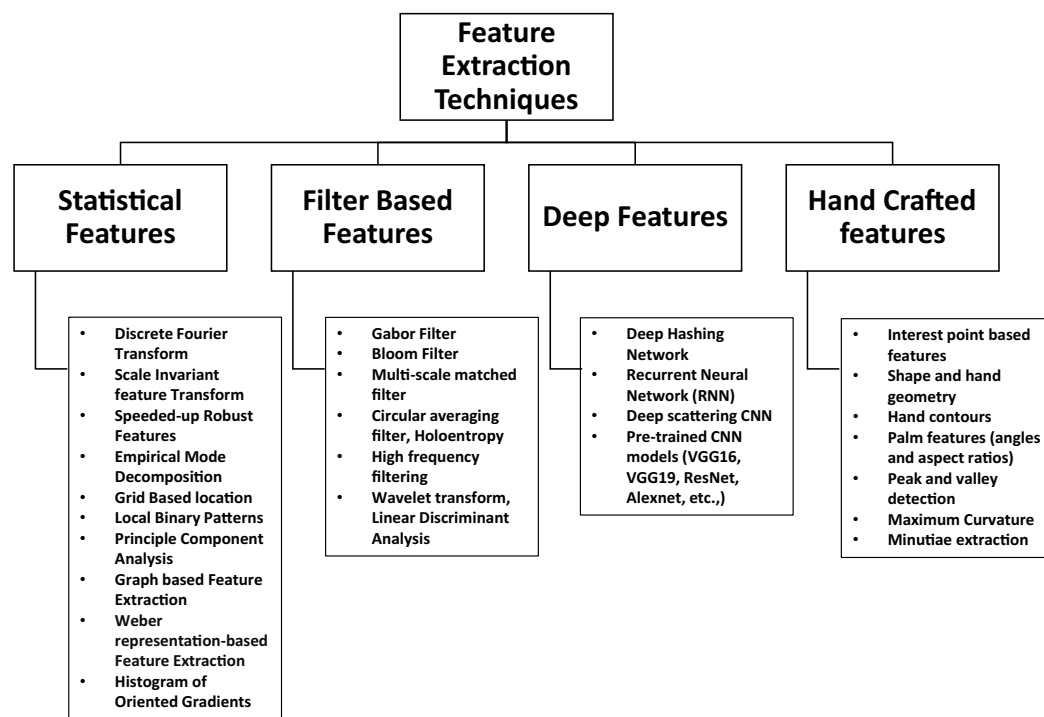 Feature
Extraction
Techniques
Statistical
Features
Filter Based
Features
Deep Features
Hand Crafted
features
• Discrete Fourier
Transform
• Scale Invariant
feature Transform
• Speeded-up Robust
Features
• Empirical Mode
Decomposition
• Grid Based location
• Local Binary Patterns
• Principle Component
Analysis
• Graph based Feature
Extraction
• Weber
representation-based
Feature Extraction
• Histogram of
Oriented Gradients
• Gabor Filter
• Bloom Filter
• Multi-scale matched
filter
• Circular averaging
filter, Holoentropy
• High frequency
filtering
• Wavelet transform,
Linear Discriminant
Analysis
• Deep Hashing
Network
• Recurrent Neural
Network (RNN)
• Deep scattering CNN
• Pre-trained CNN
models (VGG16,
VGG19, ResNet,
Alexnet, etc.,)
• Interest point based
features
• Shape and hand
geometry
• Hand contours
• Palm features (angles
and aspect ratios)
• Peak and valley
detection
• Maximum Curvature
• Minutiae extraction